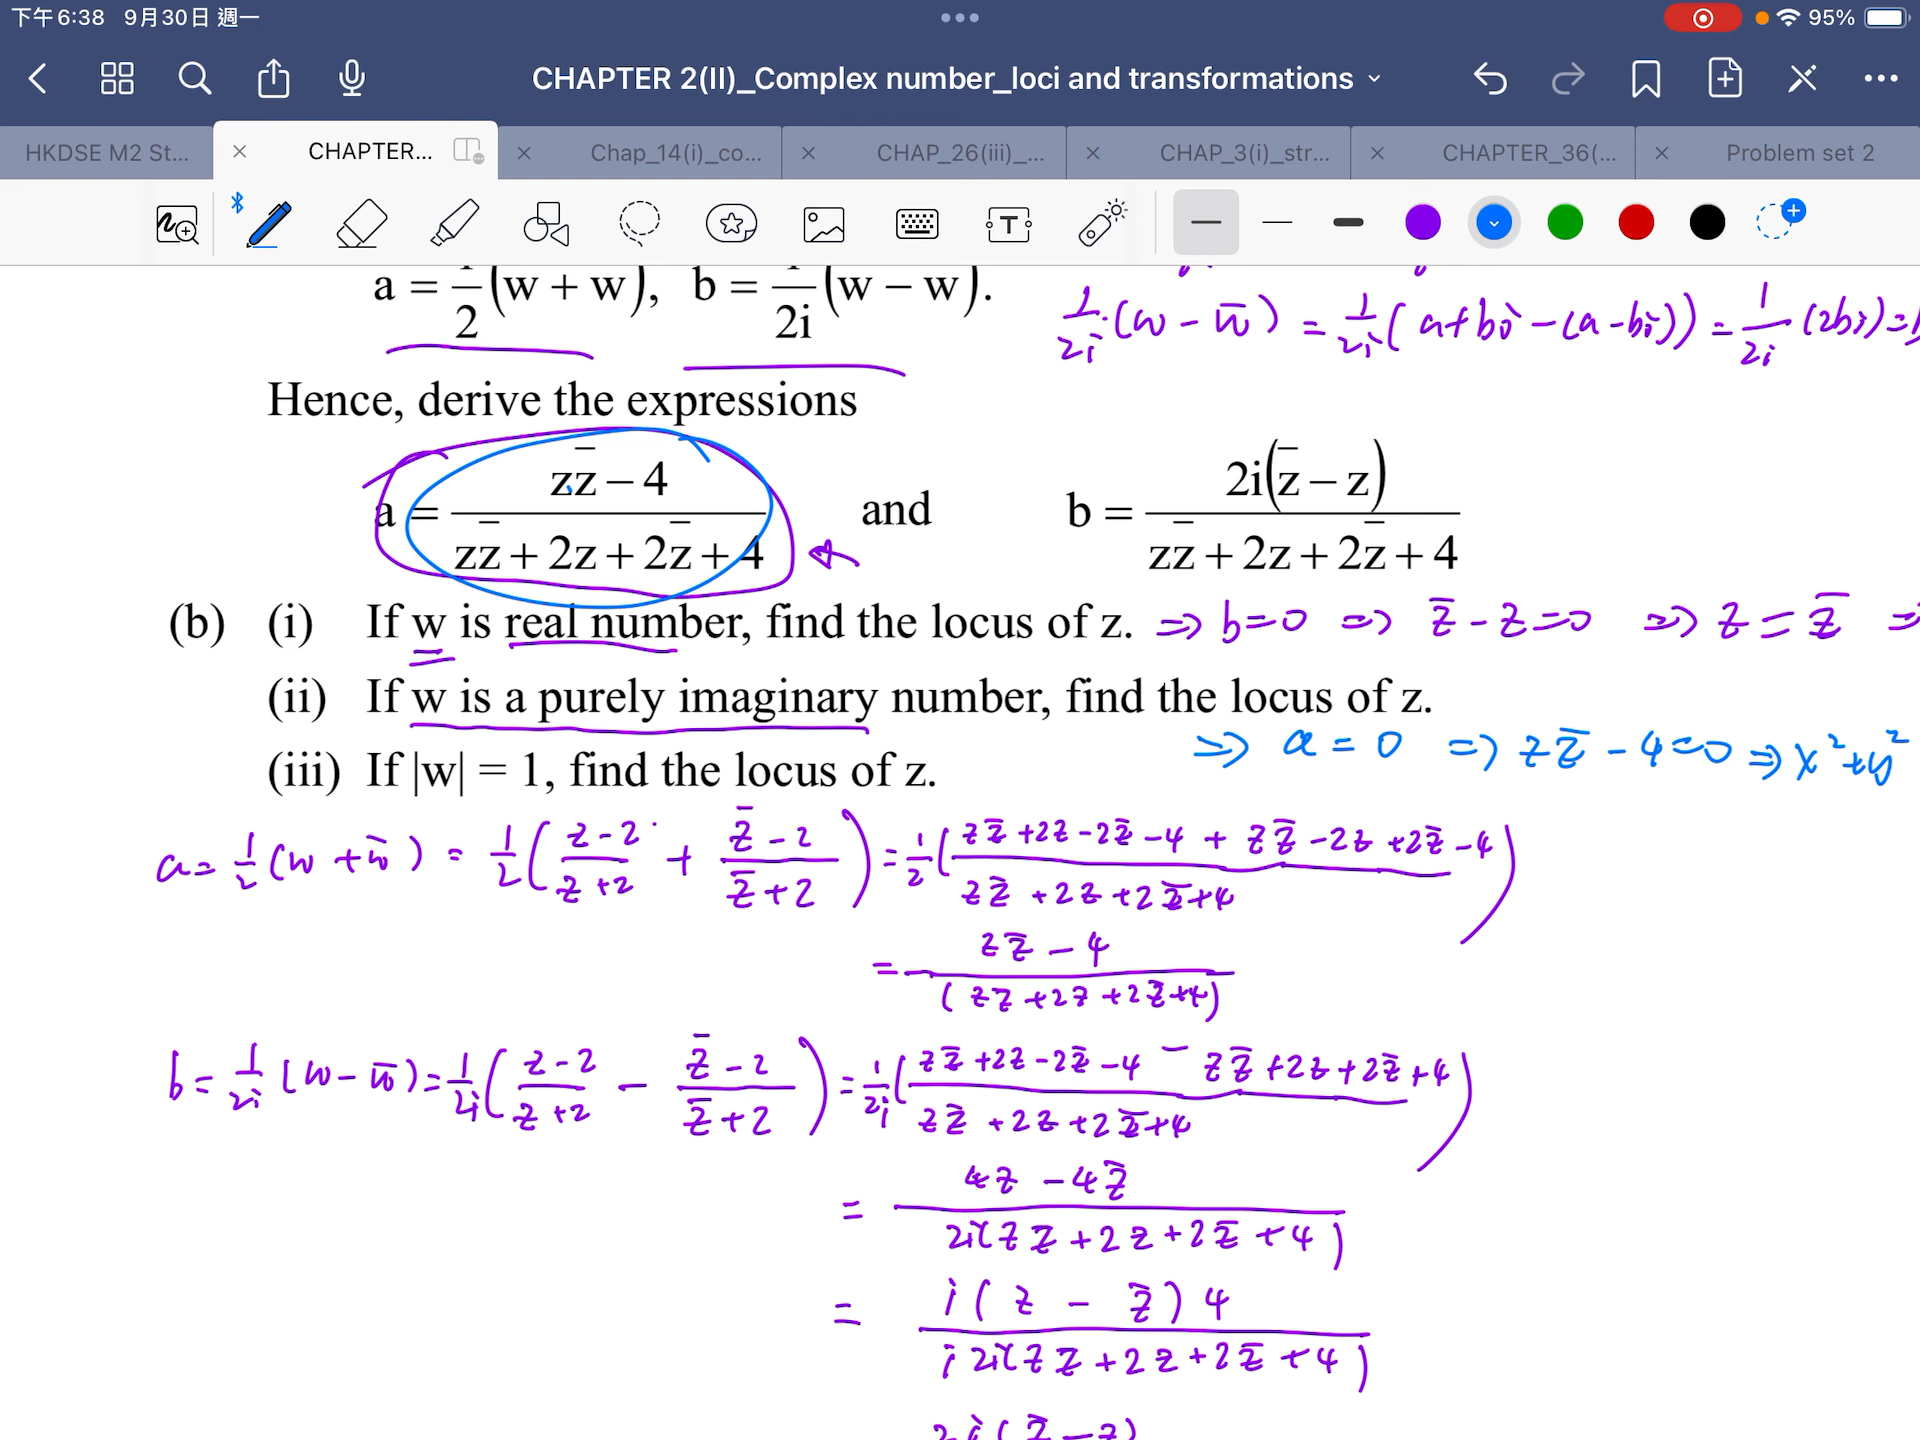 下午6:38 9月30日 週一 95%
CHAPTER 2(II)_Complex number_loci and transformations
HKDSE M2 St... CHAPTER... Chap_14(i)_co... CHAP_26(iii)_... CHAP_3(i)_str... CHAPTER_36(... Problem set 2
a = 1/2 (w + w), b = 1/2i (w − w).
1/2i (w − w̄) = 1/2i (a+bi −(a−bi)) = 1/2i (2bi) =
Hence, derive the expressions
a = (zz̄ − 4)/(zz̄ + 2z + 2z̄ + 4) and b = 2i(z̄ − z)/(zz̄ + 2z + 2z̄ + 4)
(b) (i) If w is real number, find the locus of z. ⇒ b=0 ⇒ z̄ − z=0 ⇒ z = z̄ ⇒
(ii) If w is a purely imaginary number, find the locus of z.
⇒ a = 0 ⇒ zz̄ − 4=0 ⇒ x²+y²
(iii) If |w| = 1, find the locus of z.
a = 1/2 (w + w̄) = 1/2 ((z−2)/(z+2) + (z̄−2)/(z̄+2)) = 1/2 ((zz̄ +2z −2z̄ −4 + zz̄ −2z +2z̄ −4)/(zz̄ +2z +2z̄+4))
= (zz̄ − 4)/(zz̄ +2z +2z̄+4)
b = 1/2i (w − w̄) = 1/2i ((z−2)/(z+2) − (z̄−2)/(z̄+2)) = 1/2i ((zz̄ +2z −2z̄ −4 − zz̄ +2z +2z̄ +4)/(zz̄ +2z +2z̄+4))
= (4z −4z̄)/(2i(zz̄ +2z +2z̄ +4))
= (i(z − z̄)4)/(i 2i(zz̄ +2z +2z̄ +4))
2i(z̄ − z)